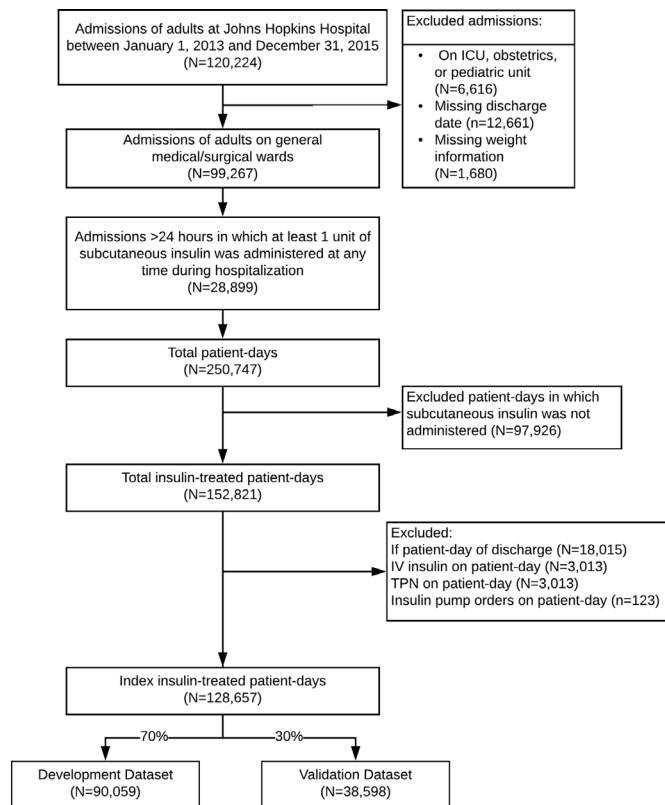 Admissions of adults at Johns Hopkins Hospital
between January 1, 2013 and December 31, 2015
(N=120,224)
Excluded admissions:
• On ICU, obstetrics,
or pediatric unit
(N=6,616)
• Missing discharge
date (n=12,661)
• Missing weight
information
(N=1,680)
Admissions of adults on general
medical/surgical wards
(N=99,267)
Admissions >24 hours in which at least 1 unit of
subcutaneous insulin was administered at any
time during hospitalization
(N=28,899)
Total patient-days
(N=250,747)
Excluded patient-days in which
subcutaneous insulin was not
administered (N=97,926)
Total insulin-treated patient-days
(N=152,821)
Excluded:
If patient-day of discharge (N=18,015)
IV insulin on patient-day (N=3,013)
TPN on patient-day (N=3,013)
Insulin pump orders on patient-day (n=123)
Index insulin-treated patient-days
(N=128,657)
70%
30%
Development Dataset
(N=90,059)
Validation Dataset
(N=38,598)